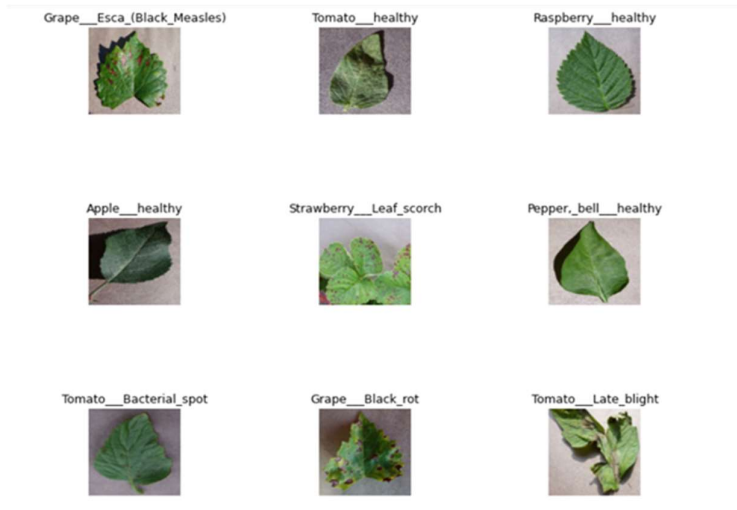 Grape___Esca_(Black_Measles)
Tomato___healthy
Raspberry___healthy
Apple___healthy
Strawberry___Leaf_scorch
Pepper,_bell___healthy
Tomato___Bacterial_spot
Grape___Black_rot
Tomato___Late_blight